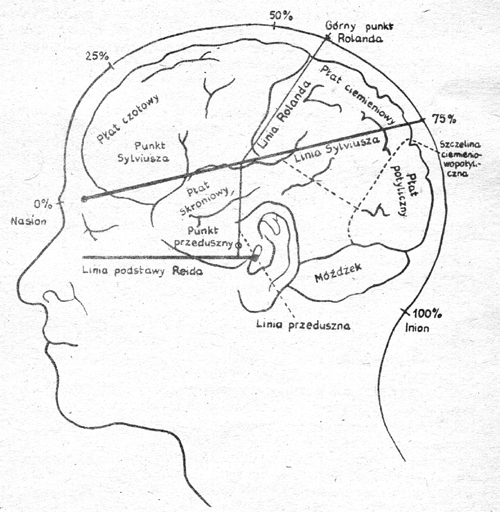 50%
Górny punkt
Rolanda
25%
Płat czołowy
Płat ciemieniowy
Linia Rolanda
75%
Punkt
Sylviusza
Linia Sylviusza
Szczelina
ciemienio-
wopotyli-
czna
Płat
skroniowy
Płat
potyliczny
0%
Nasion
Punkt
przeduszny
Linia podstawy Reida
Móżdżek
100%
Inion
Linia przeduszna